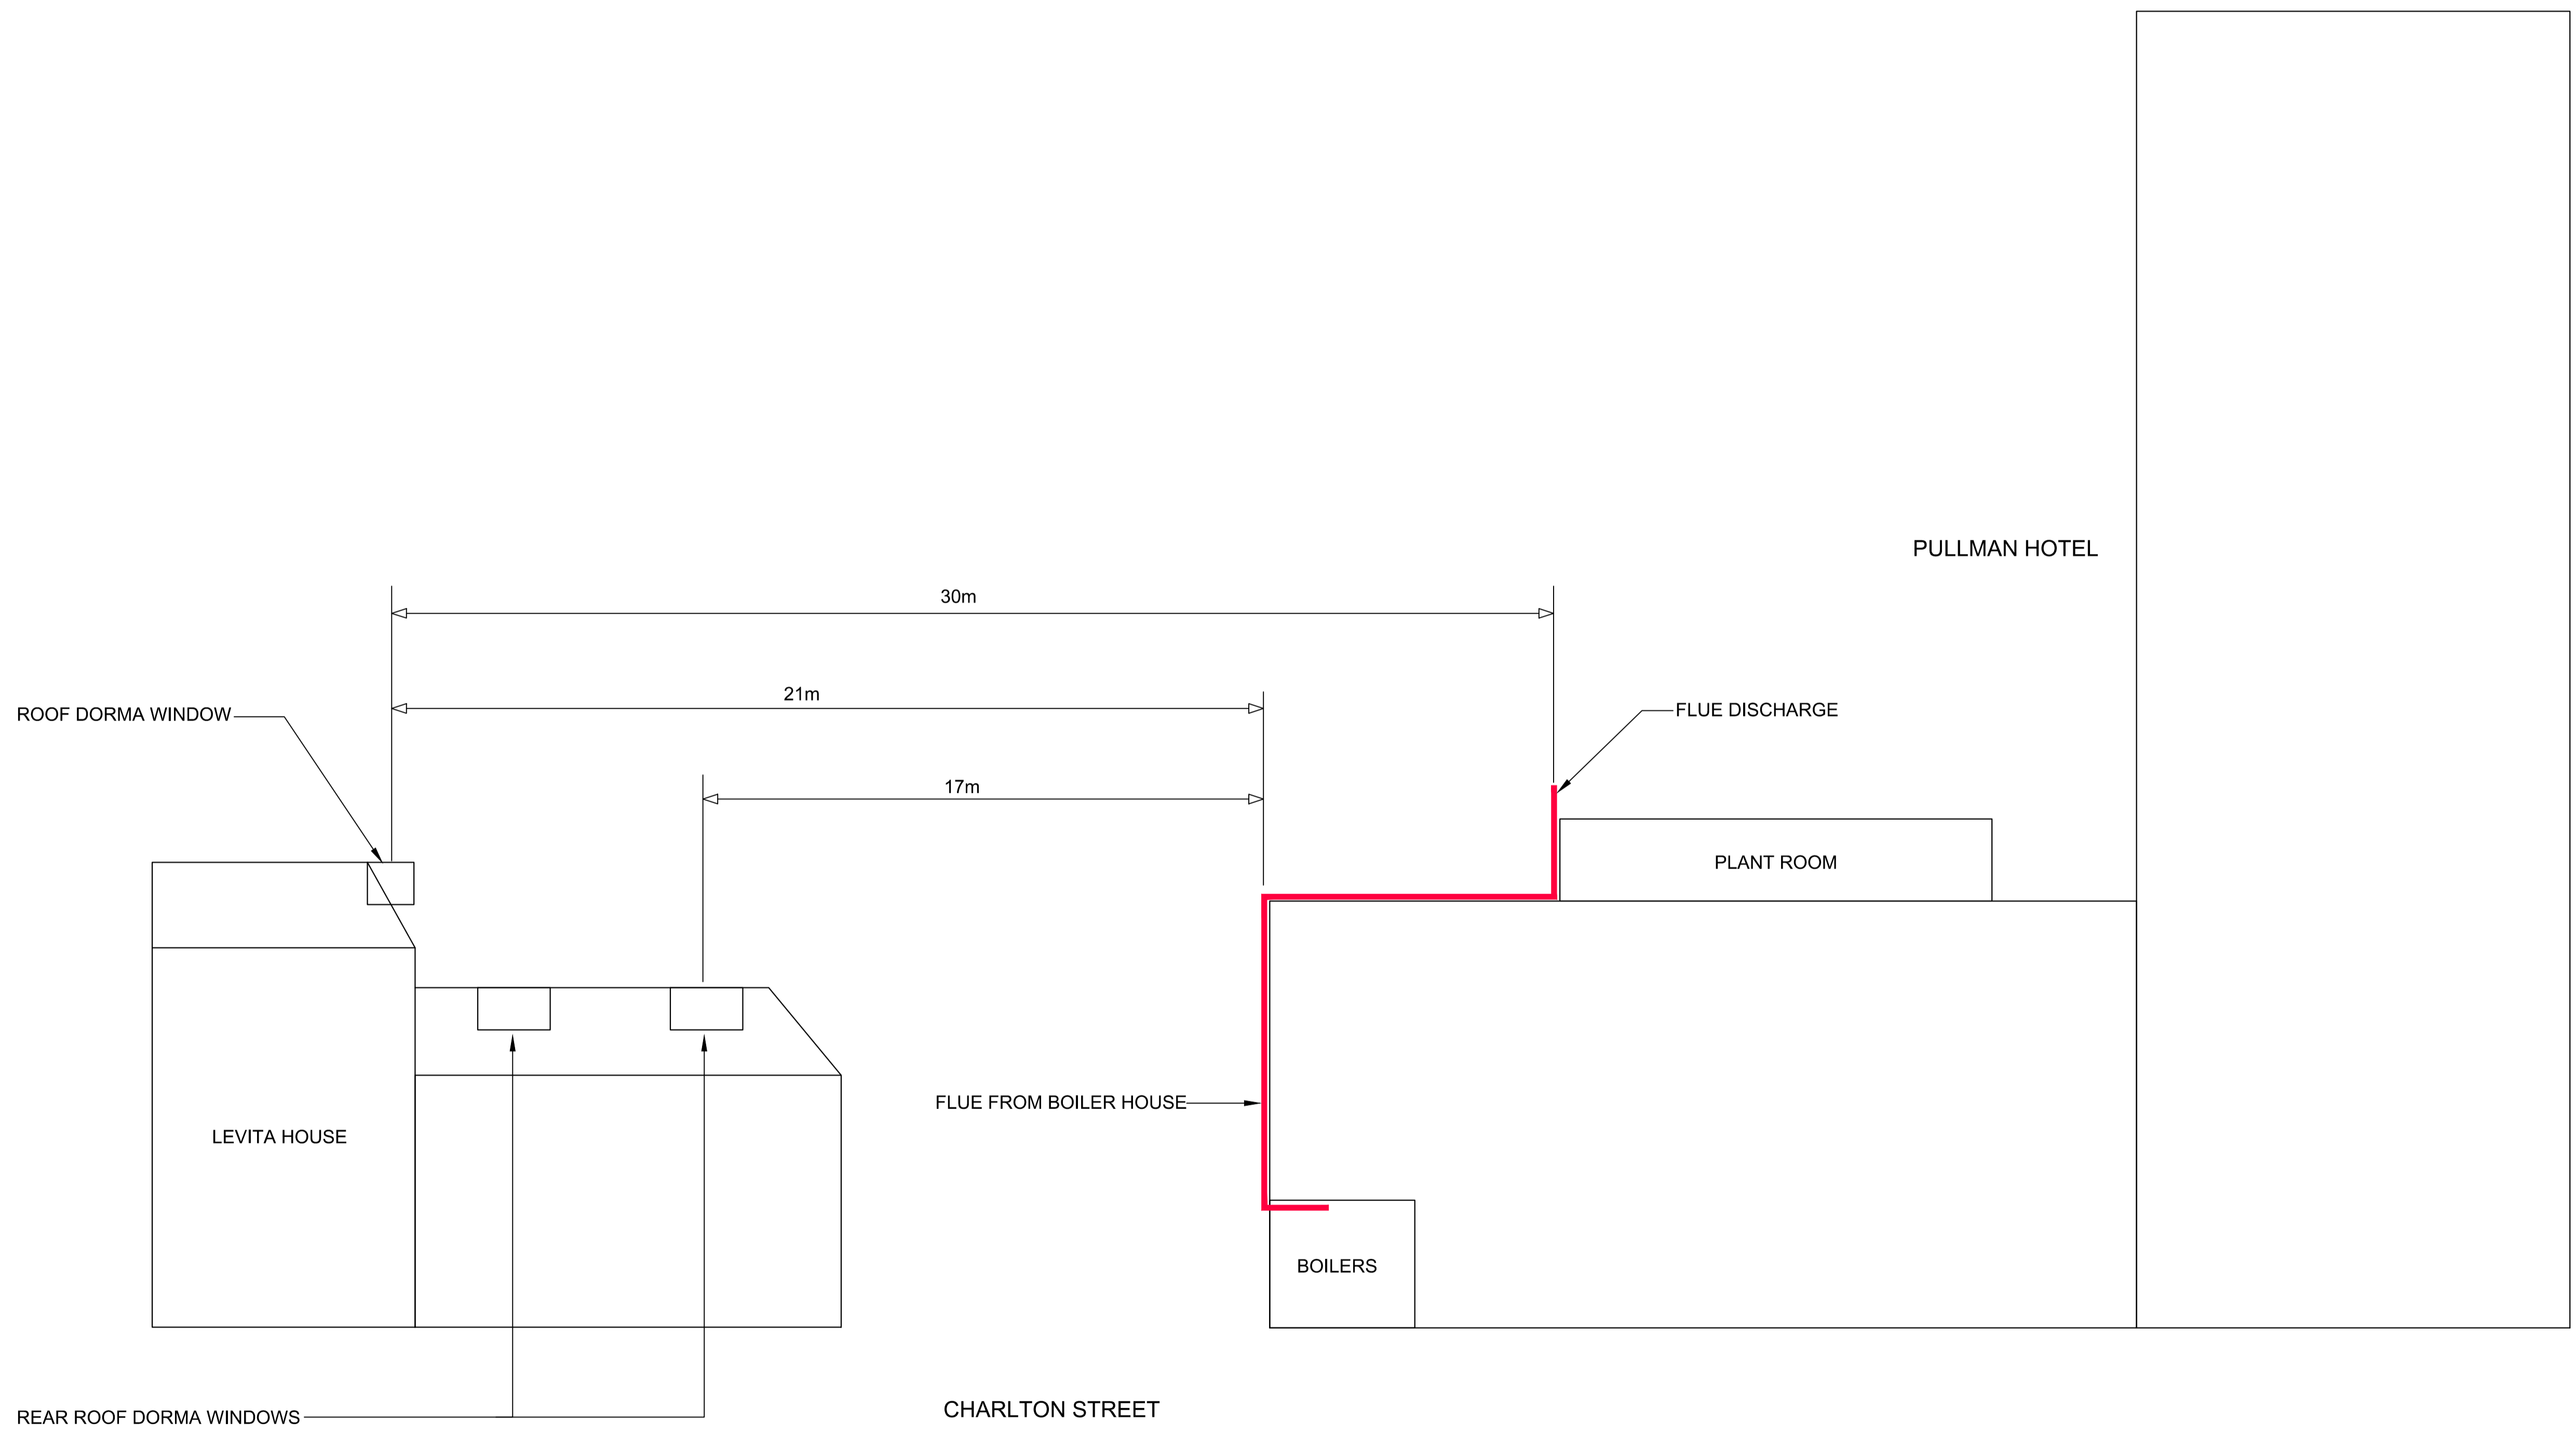 PULLMAN HOTEL
30m
21m
ROOF DORMA WINDOW
FLUE DISCHARGE
17m
PLANT ROOM
FLUE FROM BOILER HOUSE
LEVITA HOUSE
BOILERS
CHARLTON STREET
REAR ROOF DORMA WINDOWS